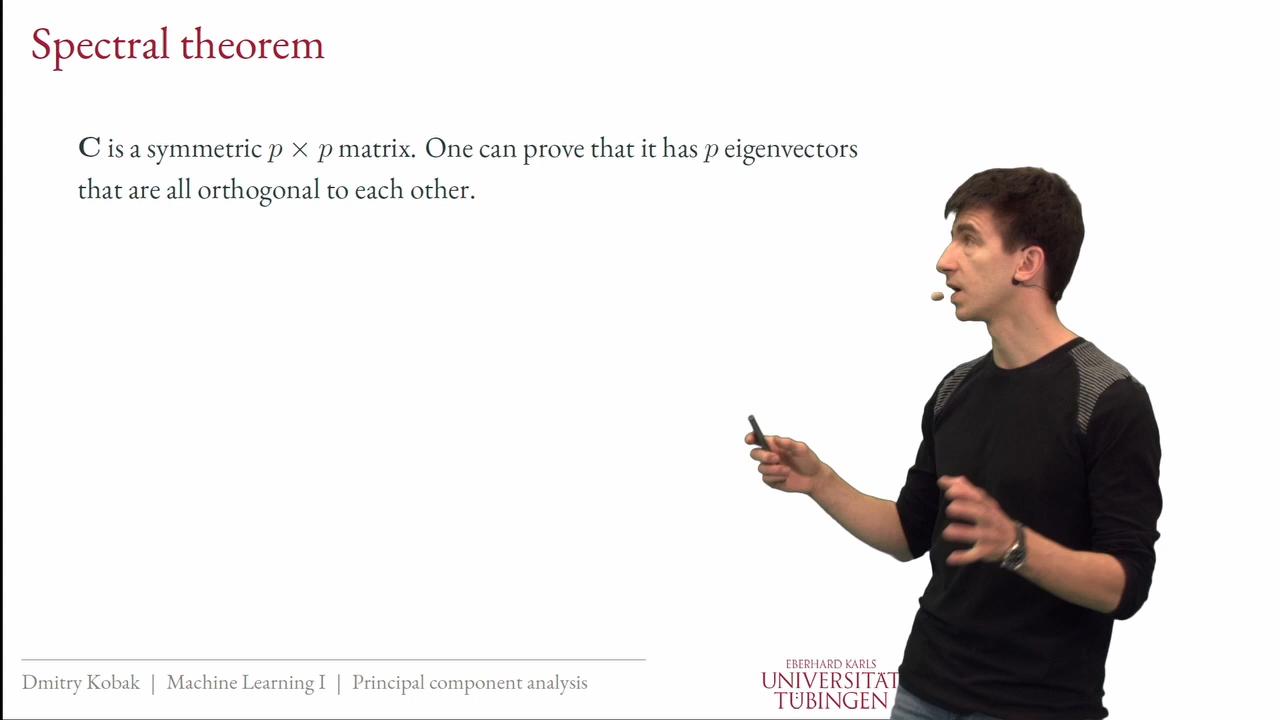 Spectral theorem
C is a symmetric p × p matrix. One can prove that it has p eigenvectors
that are all orthogonal to each other.
Dmitry Kobak | Machine Learning I | Principal component analysis
EBERHARD KARLS
UNIVERSITÄT
TÜBINGEN